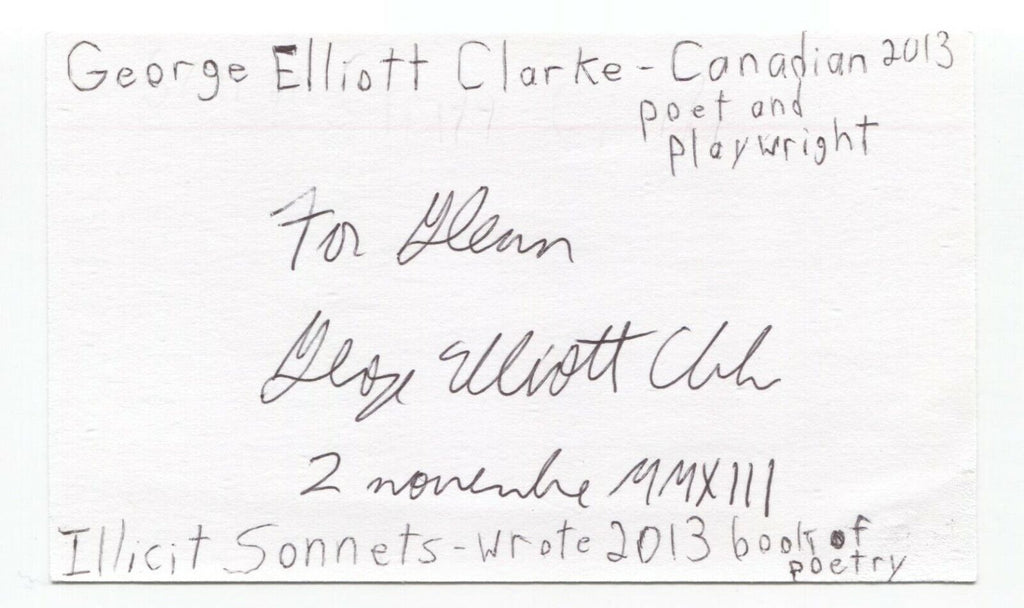 George Elliott Clarke - Canadian 2013
poet and
playwright
For Glenn
George Elliott Clarke
2 novembre MMXIII
Illicit Sonnets - wrote 2013 book of
poetry